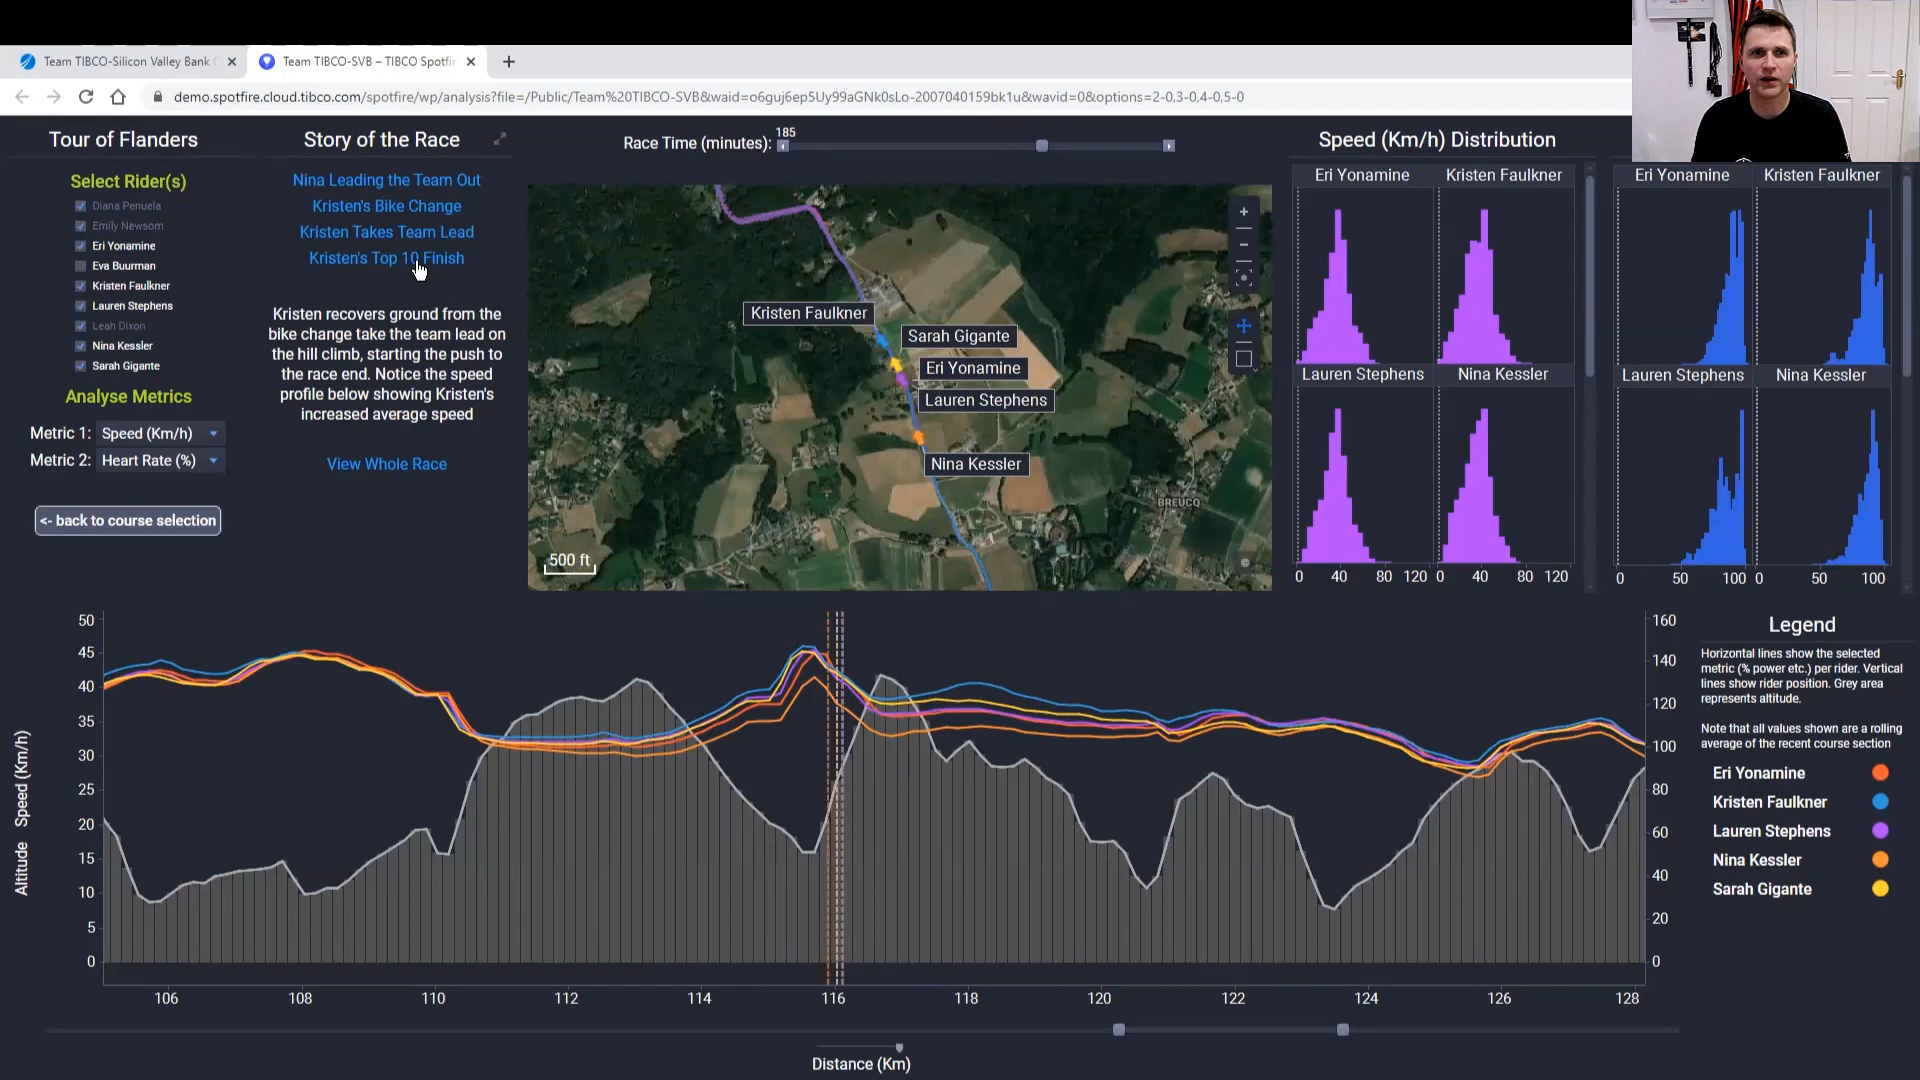 Team TIBCO-Silicon Valley Bank
Team TIBCO-SVB – TIBCO Spotfi
demo.spotfire.cloud.tibco.com/spotfire/wp/analysis?file=/Public/Team%20TIBCO-SVB&waid=o6guj6ep5Uy99aGNk0sLo-2007040159bk1u&wavid=0&options=2-0,3-0,4-0,5-0
Tour of Flanders
Select Rider(s)
Diana Penuela
Emily Newsom
Eri Yonamine
Eva Buurman
Kristen Faulkner
Lauren Stephens
Leah Dixon
Nina Kessler
Sarah Gigante
Analyse Metrics
Metric 1: Speed (Km/h)
Metric 2: Heart Rate (%)
<- back to course selection
Story of the Race
Nina Leading the Team Out
Kristen's Bike Change
Kristen Takes Team Lead
Kristen's Top 10 Finish
Kristen recovers ground from the
bike change take the team lead on
the hill climb, starting the push to
the race end. Notice the speed
profile below showing Kristen's
increased average speed
View Whole Race
Race Time (minutes):
185
Kristen Faulkner
Sarah Gigante
Eri Yonamine
Lauren Stephens
Nina Kessler
BREUCQ
500 ft
Speed (Km/h) Distribution
Eri Yonamine
Kristen Faulkner
Lauren Stephens
Nina Kessler
0 40 80 120 0 40 80 120
Eri Yonamine
Kristen Faulkner
Lauren Stephens
Nina Kessler
0 50 100 0 50 100
Altitude Speed (Km/h)
50
45
40
35
30
25
20
15
10
5
0
160
140
120
100
80
60
40
20
0
106 108 110 112 114 116 118 120 122 124 126 128
Distance (Km)
Legend
Horizontal lines show the selected
metric (% power etc.) per rider. Vertical
lines show rider position. Grey area
represents altitude.
Note that all values shown are a rolling
average of the recent course section
Eri Yonamine
Kristen Faulkner
Lauren Stephens
Nina Kessler
Sarah Gigante